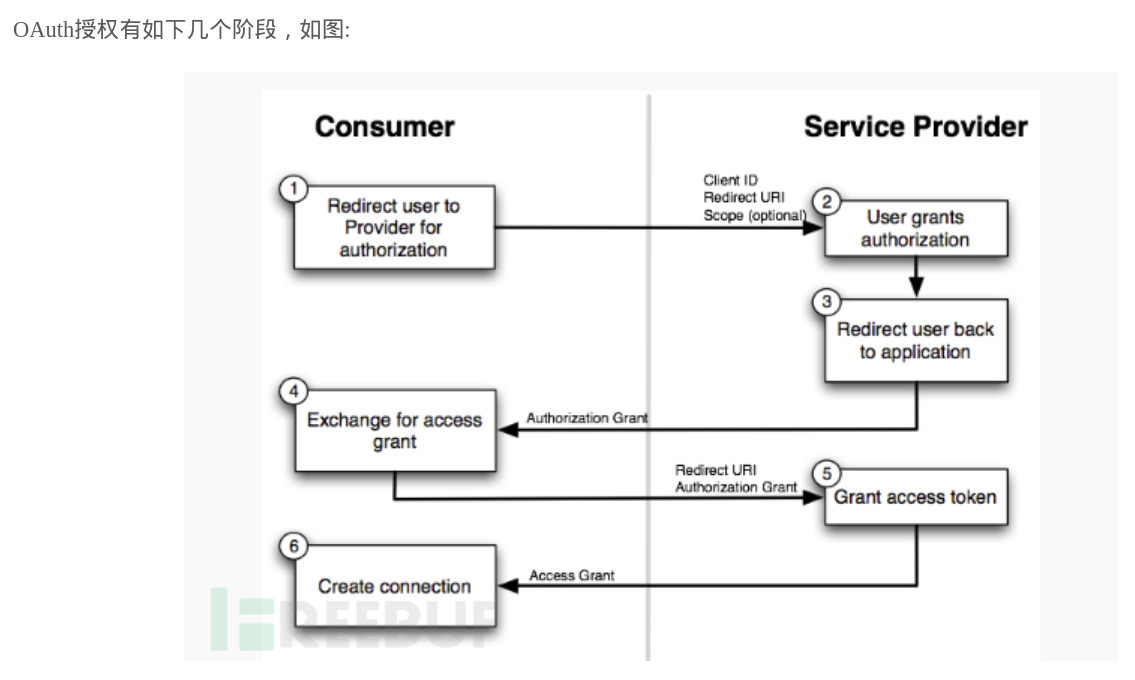 OAuth授权有如下几个阶段，如图:
Consumer
Service Provider
1
Redirect user to
Provider for
authorization
Client ID
Redirect URI
Scope (optional)
2
User grants
authorization
3
Redirect user back
to application
4
Exchange for access
grant
Authorization Grant
Redirect URI
Authorization Grant
5
Grant access token
6
Create connection
Access Grant
FREEBUF